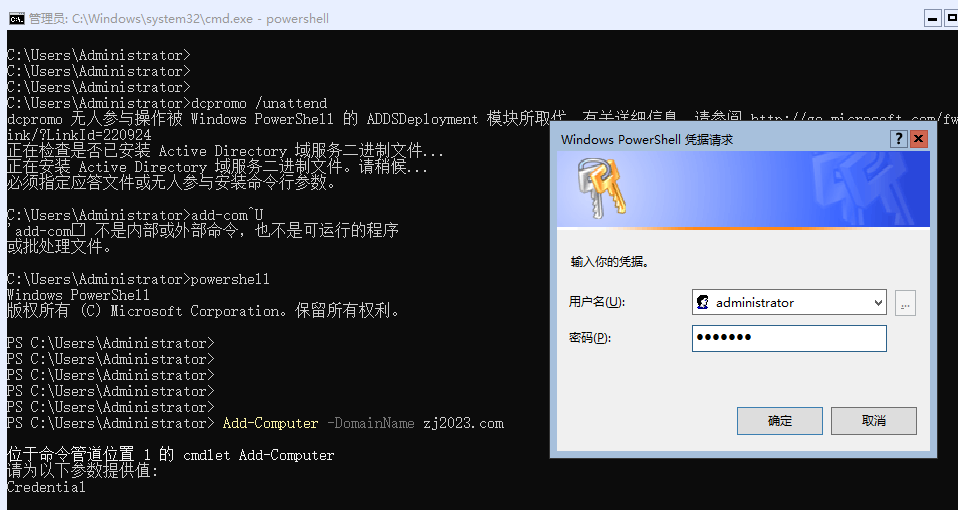 管理员: C:\Windows\system32\cmd.exe - powershell
C:\Users\Administrator>
C:\Users\Administrator>
C:\Users\Administrator>
C:\Users\Administrator>dcpromo /unattend
dcpromo 无人参与操作被 Windows PowerShell 的 ADDSDeployment 模块所取代。有关详细信息，请参阅 http://go.microsoft.com/fw
ink/?LinkId=220924
正在检查是否已安装 Active Directory 域服务二进制文件...
正在安装 Active Directory 域服务二进制文件。请稍候...
必须指定应答文件或无人参与安装命令行参数。
C:\Users\Administrator>add-com^U
'add-com 不是内部或外部命令，也不是可运行的程序
或批处理文件。
C:\Users\Administrator>powershell
Windows PowerShell
版权所有 (C) Microsoft Corporation。保留所有权利。
PS C:\Users\Administrator>
PS C:\Users\Administrator>
PS C:\Users\Administrator>
PS C:\Users\Administrator>
PS C:\Users\Administrator>
PS C:\Users\Administrator> Add-Computer -DomainName zj2023.com
位于命令管道位置 1 的 cmdlet Add-Computer
请为以下参数提供值:
Credential
Windows PowerShell 凭据请求
输入你的凭据。
用户名(U): administrator ...
密码(P): ●●●●●●●
确定 取消